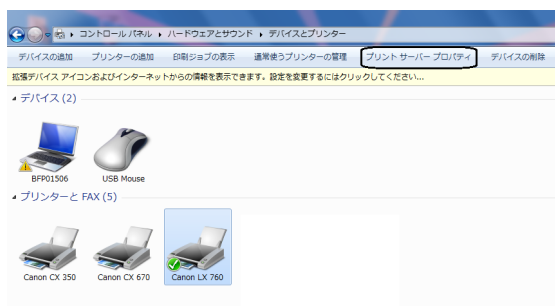 コントロール パネル ▸ ハードウェアとサウンド ▸ デバイスとプリンター
デバイスの追加 プリンターの追加 印刷ジョブの表示 通常使うプリンターの管理 プリント サーバー プロパティ デバイスの削除
拡張デバイス アイコンおよびインターネットからの情報を表示できます。設定を変更するにはクリックしてください...
デバイス (2)
BFP01506 USB Mouse
プリンターと FAX (5)
Canon CX 350 Canon CX 670 Canon LX 760